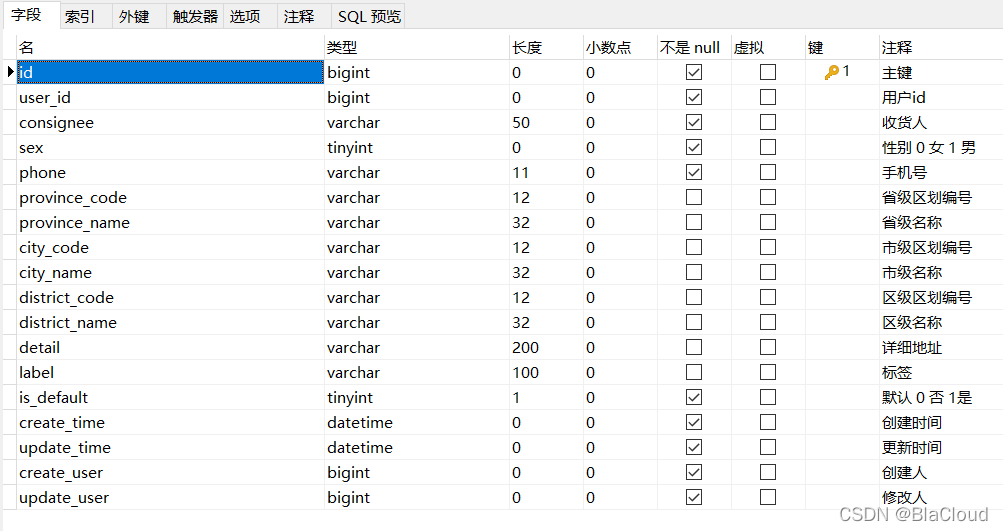 字段 索引 外键 触发器 选项 注释 SQL 预览
名 类型 长度 小数点 不是 null 虚拟 键 注释
id bigint 0 0 1 主键
user_id bigint 0 0 用户id
consignee varchar 50 0 收货人
sex tinyint 0 0 性别 0 女 1 男
phone varchar 11 0 手机号
province_code varchar 12 0 省级区划编号
province_name varchar 32 0 省级名称
city_code varchar 12 0 市级区划编号
city_name varchar 32 0 市级名称
district_code varchar 12 0 区级区划编号
district_name varchar 32 0 区级名称
detail varchar 200 0 详细地址
label varchar 100 0 标签
is_default tinyint 1 0 默认 0 否 1是
create_time datetime 0 0 创建时间
update_time datetime 0 0 更新时间
create_user bigint 0 0 创建人
update_user bigint 0 0 修改人
CSDN @BlaCloud